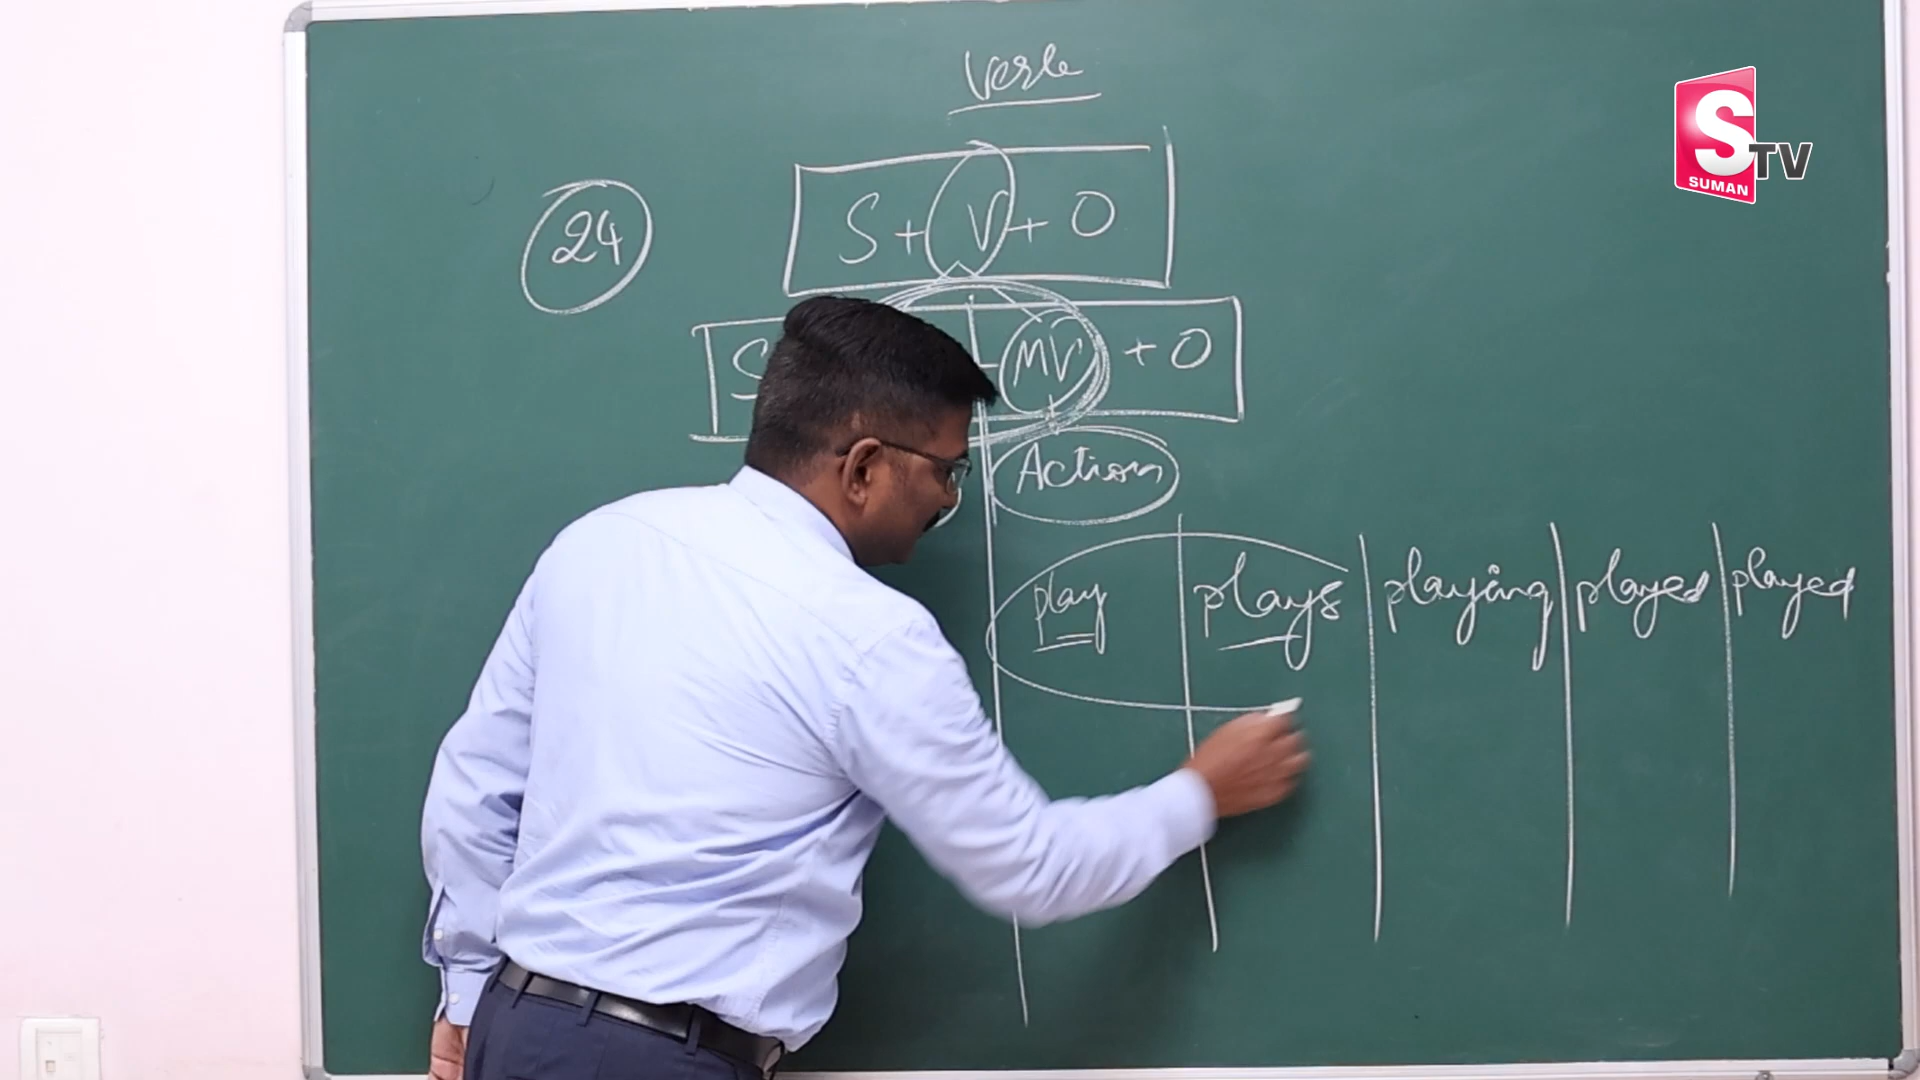 Verb
S + V + O
24
S
MV + O
Action
play plays playing played played
S TV
SUMAN